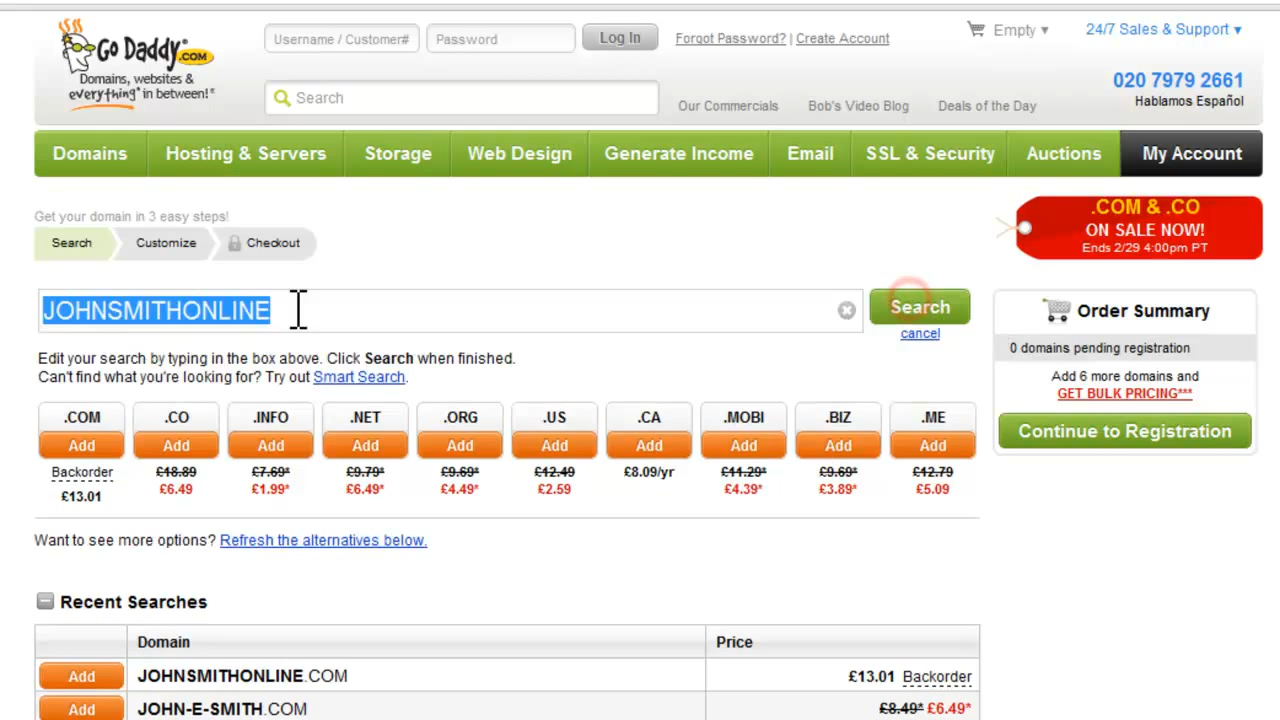 Go Daddy.COM
Domains, websites &
everything* in between!®
Username / Customer#
Password
Log In
Forgot Password? | Create Account
Empty ▾
24/7 Sales & Support ▾
Search
Our Commercials
Bob's Video Blog
Deals of the Day
020 7979 2661
Hablamos Español
Domains
Hosting & Servers
Storage
Web Design
Generate Income
Email
SSL & Security
Auctions
My Account
Get your domain in 3 easy steps!
Search
Customize
Checkout
.COM & .CO
ON SALE NOW!
Ends 2/29 4:00pm PT
JOHNSMITHONLINE
Search
cancel
Edit your search by typing in the box above. Click Search when finished.
Can't find what you're looking for? Try out Smart Search.
Order Summary
0 domains pending registration
Add 6 more domains and
GET BULK PRICING***
Continue to Registration
.COM .CO .INFO .NET .ORG .US .CA .MOBI .BIZ .ME
Add Add Add Add Add Add Add Add Add Add
Backorder £18.89 £7.69* £9.79* £9.69* £12.49 £8.09/yr £11.29* £9.69* £12.79
£13.01 £6.49 £1.99* £6.49* £4.49* £2.59 £4.39* £3.89* £5.09
Want to see more options? Refresh the alternatives below.
Recent Searches
Domain Price
Add JOHNSMITHONLINE.COM £13.01 Backorder
Add JOHN-E-SMITH.COM £8.49* £6.49*